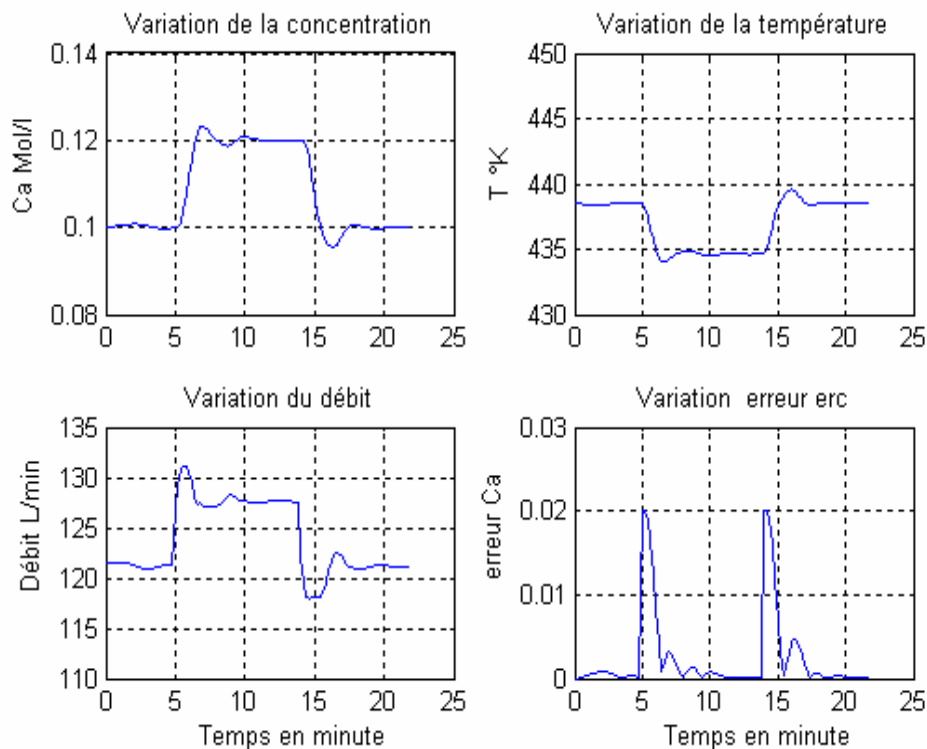 Variation de la concentration
Ca Mol/l
0.14
0.12
0.1
0.08
0 5 10 15 20 25
Variation de la température
T °K
450
445
440
435
430
0 5 10 15 20 25
Variation du débit
Débit L/min
135
130
125
120
115
110
0 5 10 15 20 25
Temps en minute
Variation erreur erc
erreur Ca
0.03
0.02
0.01
0
0 5 10 15 20 25
Temps en minute